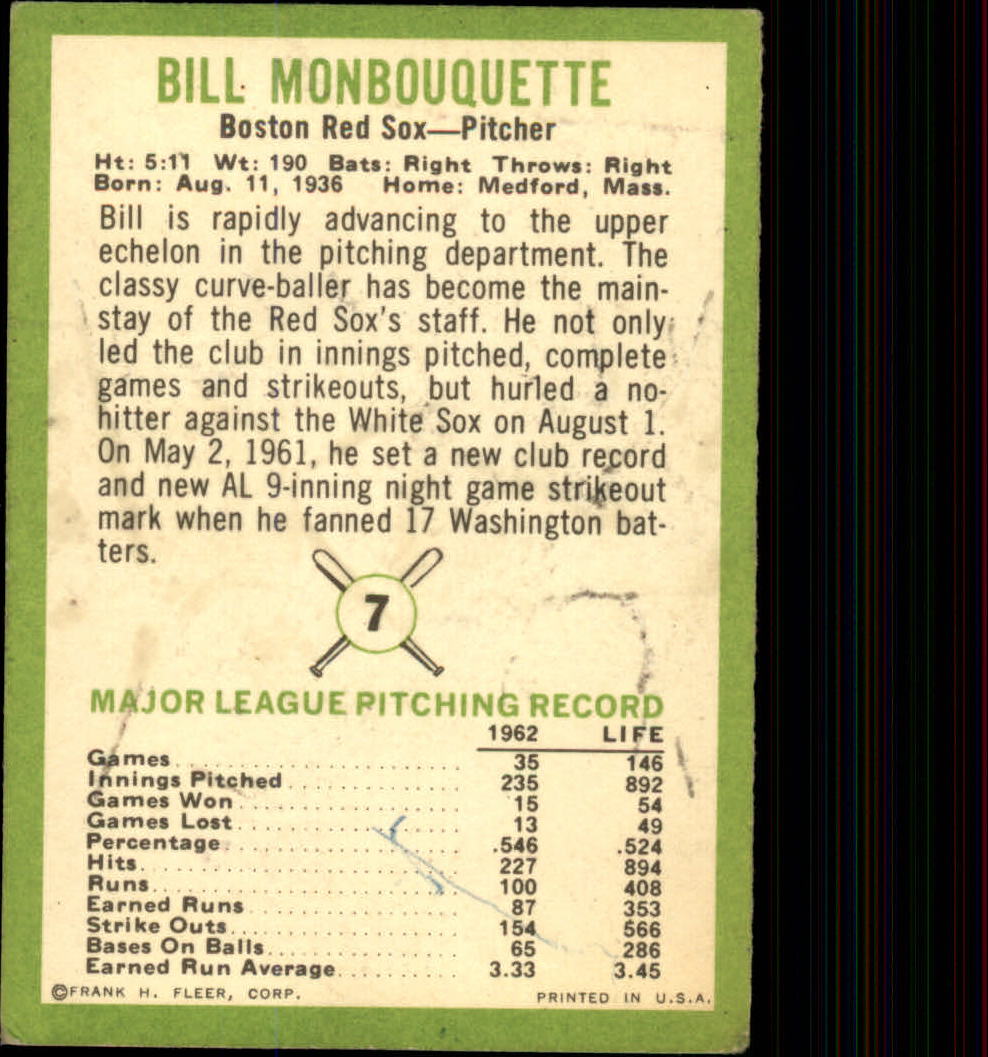 BILL MONBOUQUETTE
Boston Red Sox—Pitcher
Ht: 5:11 Wt: 190 Bats: Right Throws: Right
Born: Aug. 11, 1936 Home: Medford, Mass.
Bill is rapidly advancing to the upper
echelon in the pitching department. The
classy curve-baller has become the main-
stay of the Red Sox's staff. He not only
led the club in innings pitched, complete
games and strikeouts, but hurled a no-
hitter against the White Sox on August 1.
On May 2, 1961, he set a new club record
and new AL 9-inning night game strikeout
mark when he fanned 17 Washington bat-
ters.
7
MAJOR LEAGUE PITCHING RECORD
1962 LIFE
Games 35 146
Innings Pitched 235 892
Games Won 15 54
Games Lost 13 49
Percentage .546 .524
Hits 227 894
Runs 100 408
Earned Runs 87 353
Strike Outs 154 566
Bases On Balls 65 286
Earned Run Average 3.33 3.45
©FRANK H. FLEER, CORP. PRINTED IN U.S.A.